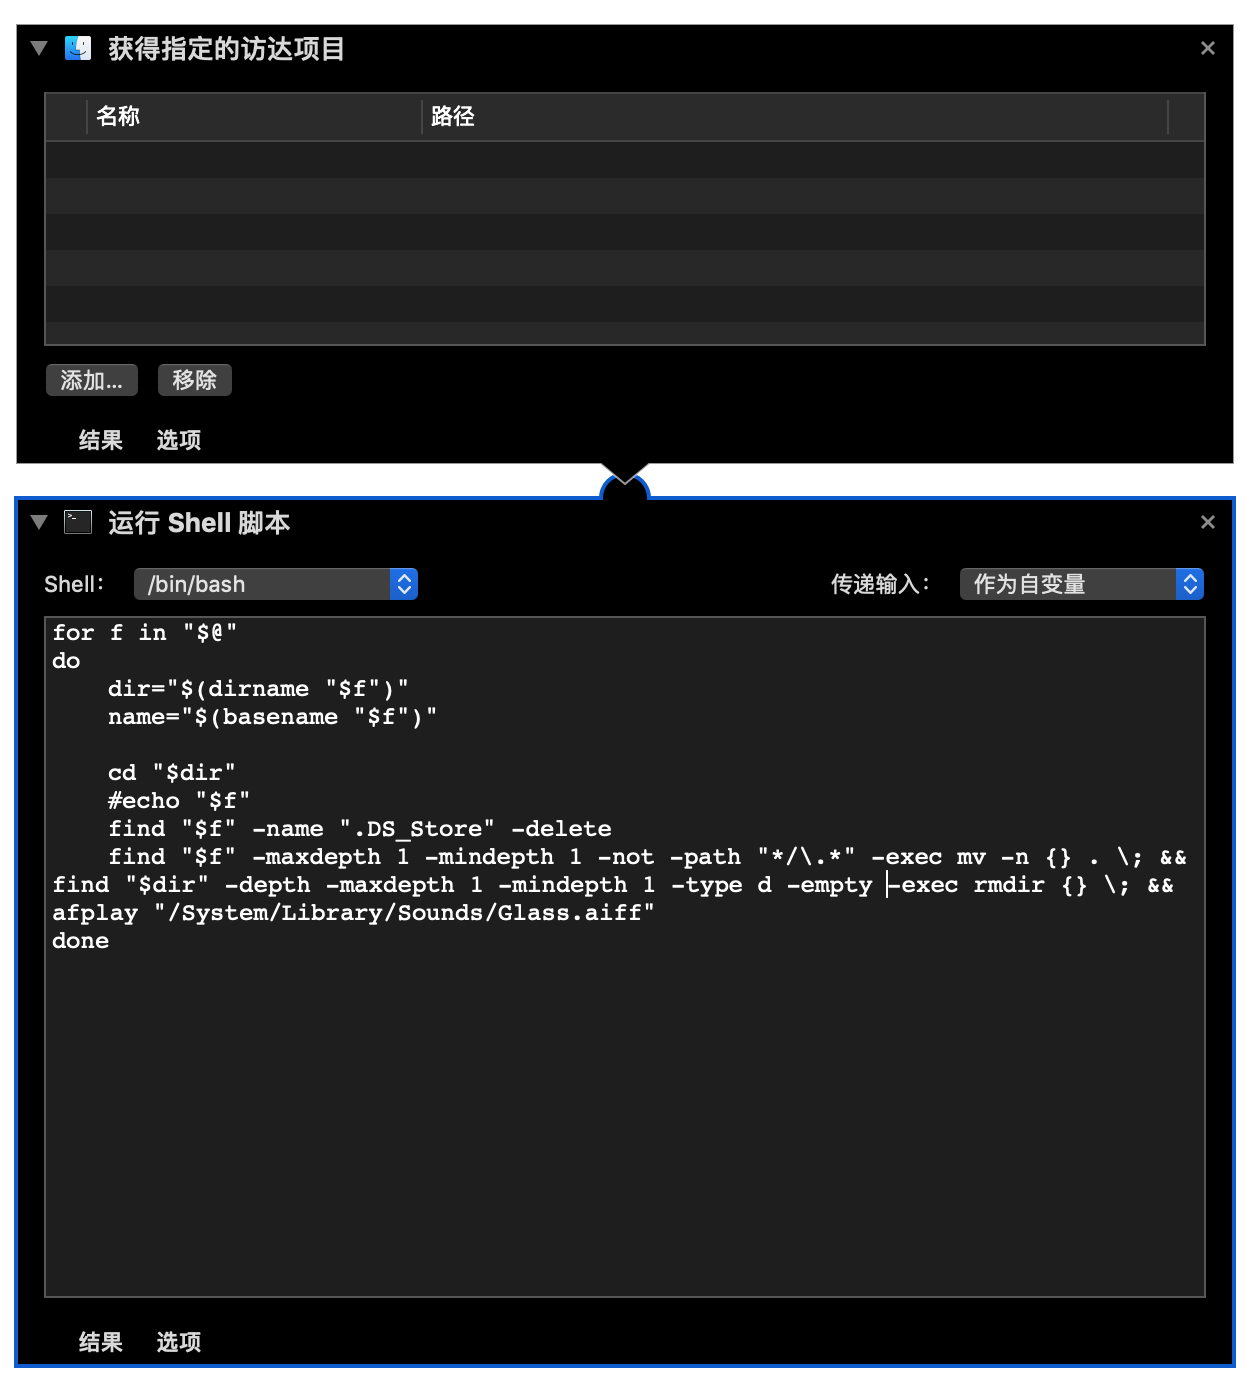 获得指定的访达项目
名称 路径
添加... 移除
结果 选项
运行 Shell 脚本
Shell: /bin/bash 传递输入: 作为自变量
for f in "$@"
do
    dir="$(dirname "$f")"
    name="$(basename "$f")"

    cd "$dir"
    #echo "$f"
    find "$f" -name ".DS_Store" -delete
    find "$f" -maxdepth 1 -mindepth 1 -not -path "*/\.*" -exec mv -n {} . \; &&
find "$dir" -depth -maxdepth 1 -mindepth 1 -type d -empty -exec rmdir {} \; &&
afplay "/System/Library/Sounds/Glass.aiff"
done
结果 选项